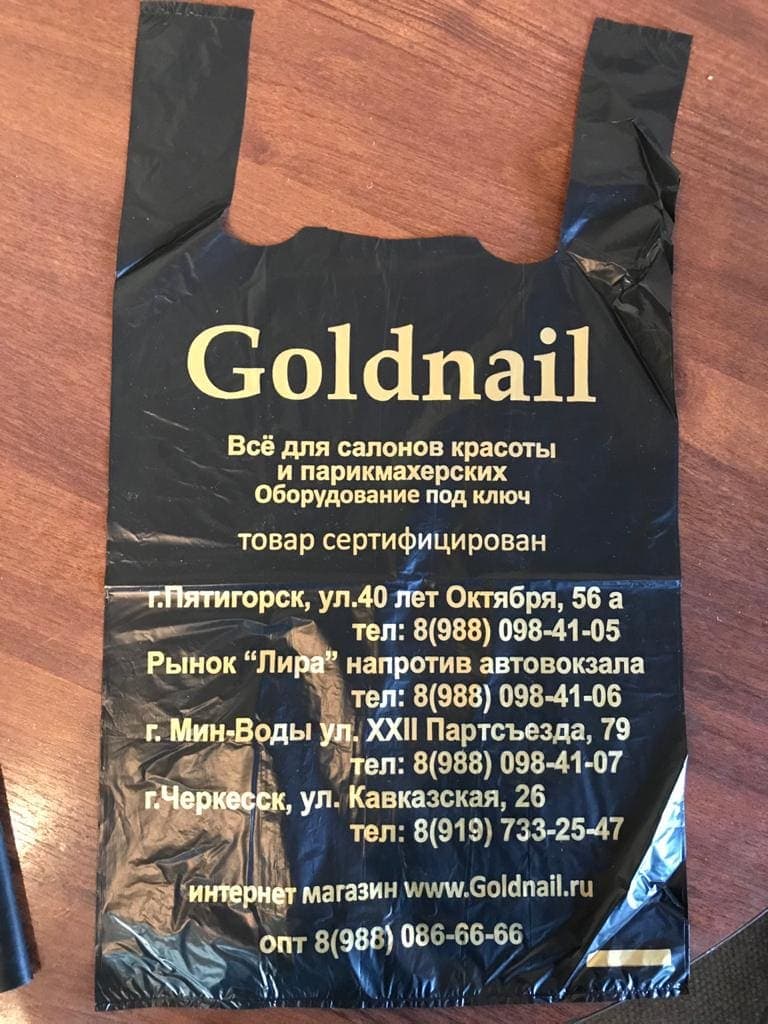 Goldnail
Всё для салонов красоты
и парикмахерских
Оборудование под ключ
товар сертифицирован
г.Пятигорск, ул.40 лет Октября, 56 а
тел: 8(988) 098-41-05
Рынок “Лира” напротив автовокзала
тел: 8(988) 098-41-06
г. Мин-Воды ул. XXII Партсъезда, 79
тел: 8(988) 098-41-07
г.Черкесск, ул. Кавказская, 26
тел: 8(919) 733-25-47
интернет магазин www.Goldnail.ru
опт 8(988) 086-66-66